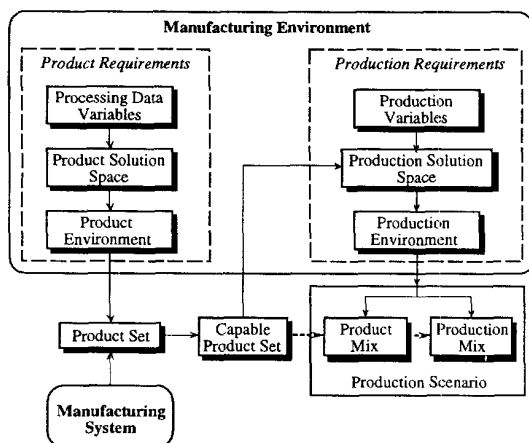 Manufacturing Environment
Product Requirements
Processing Data
Variables
Product Solution
Space
Product
Environment
Production Requirements
Production
Variables
Production Solution
Space
Production
Environment
Product Set
Capable
Product Set
Product
Mix
Production
Mix
Production Scenario
Manufacturing
System